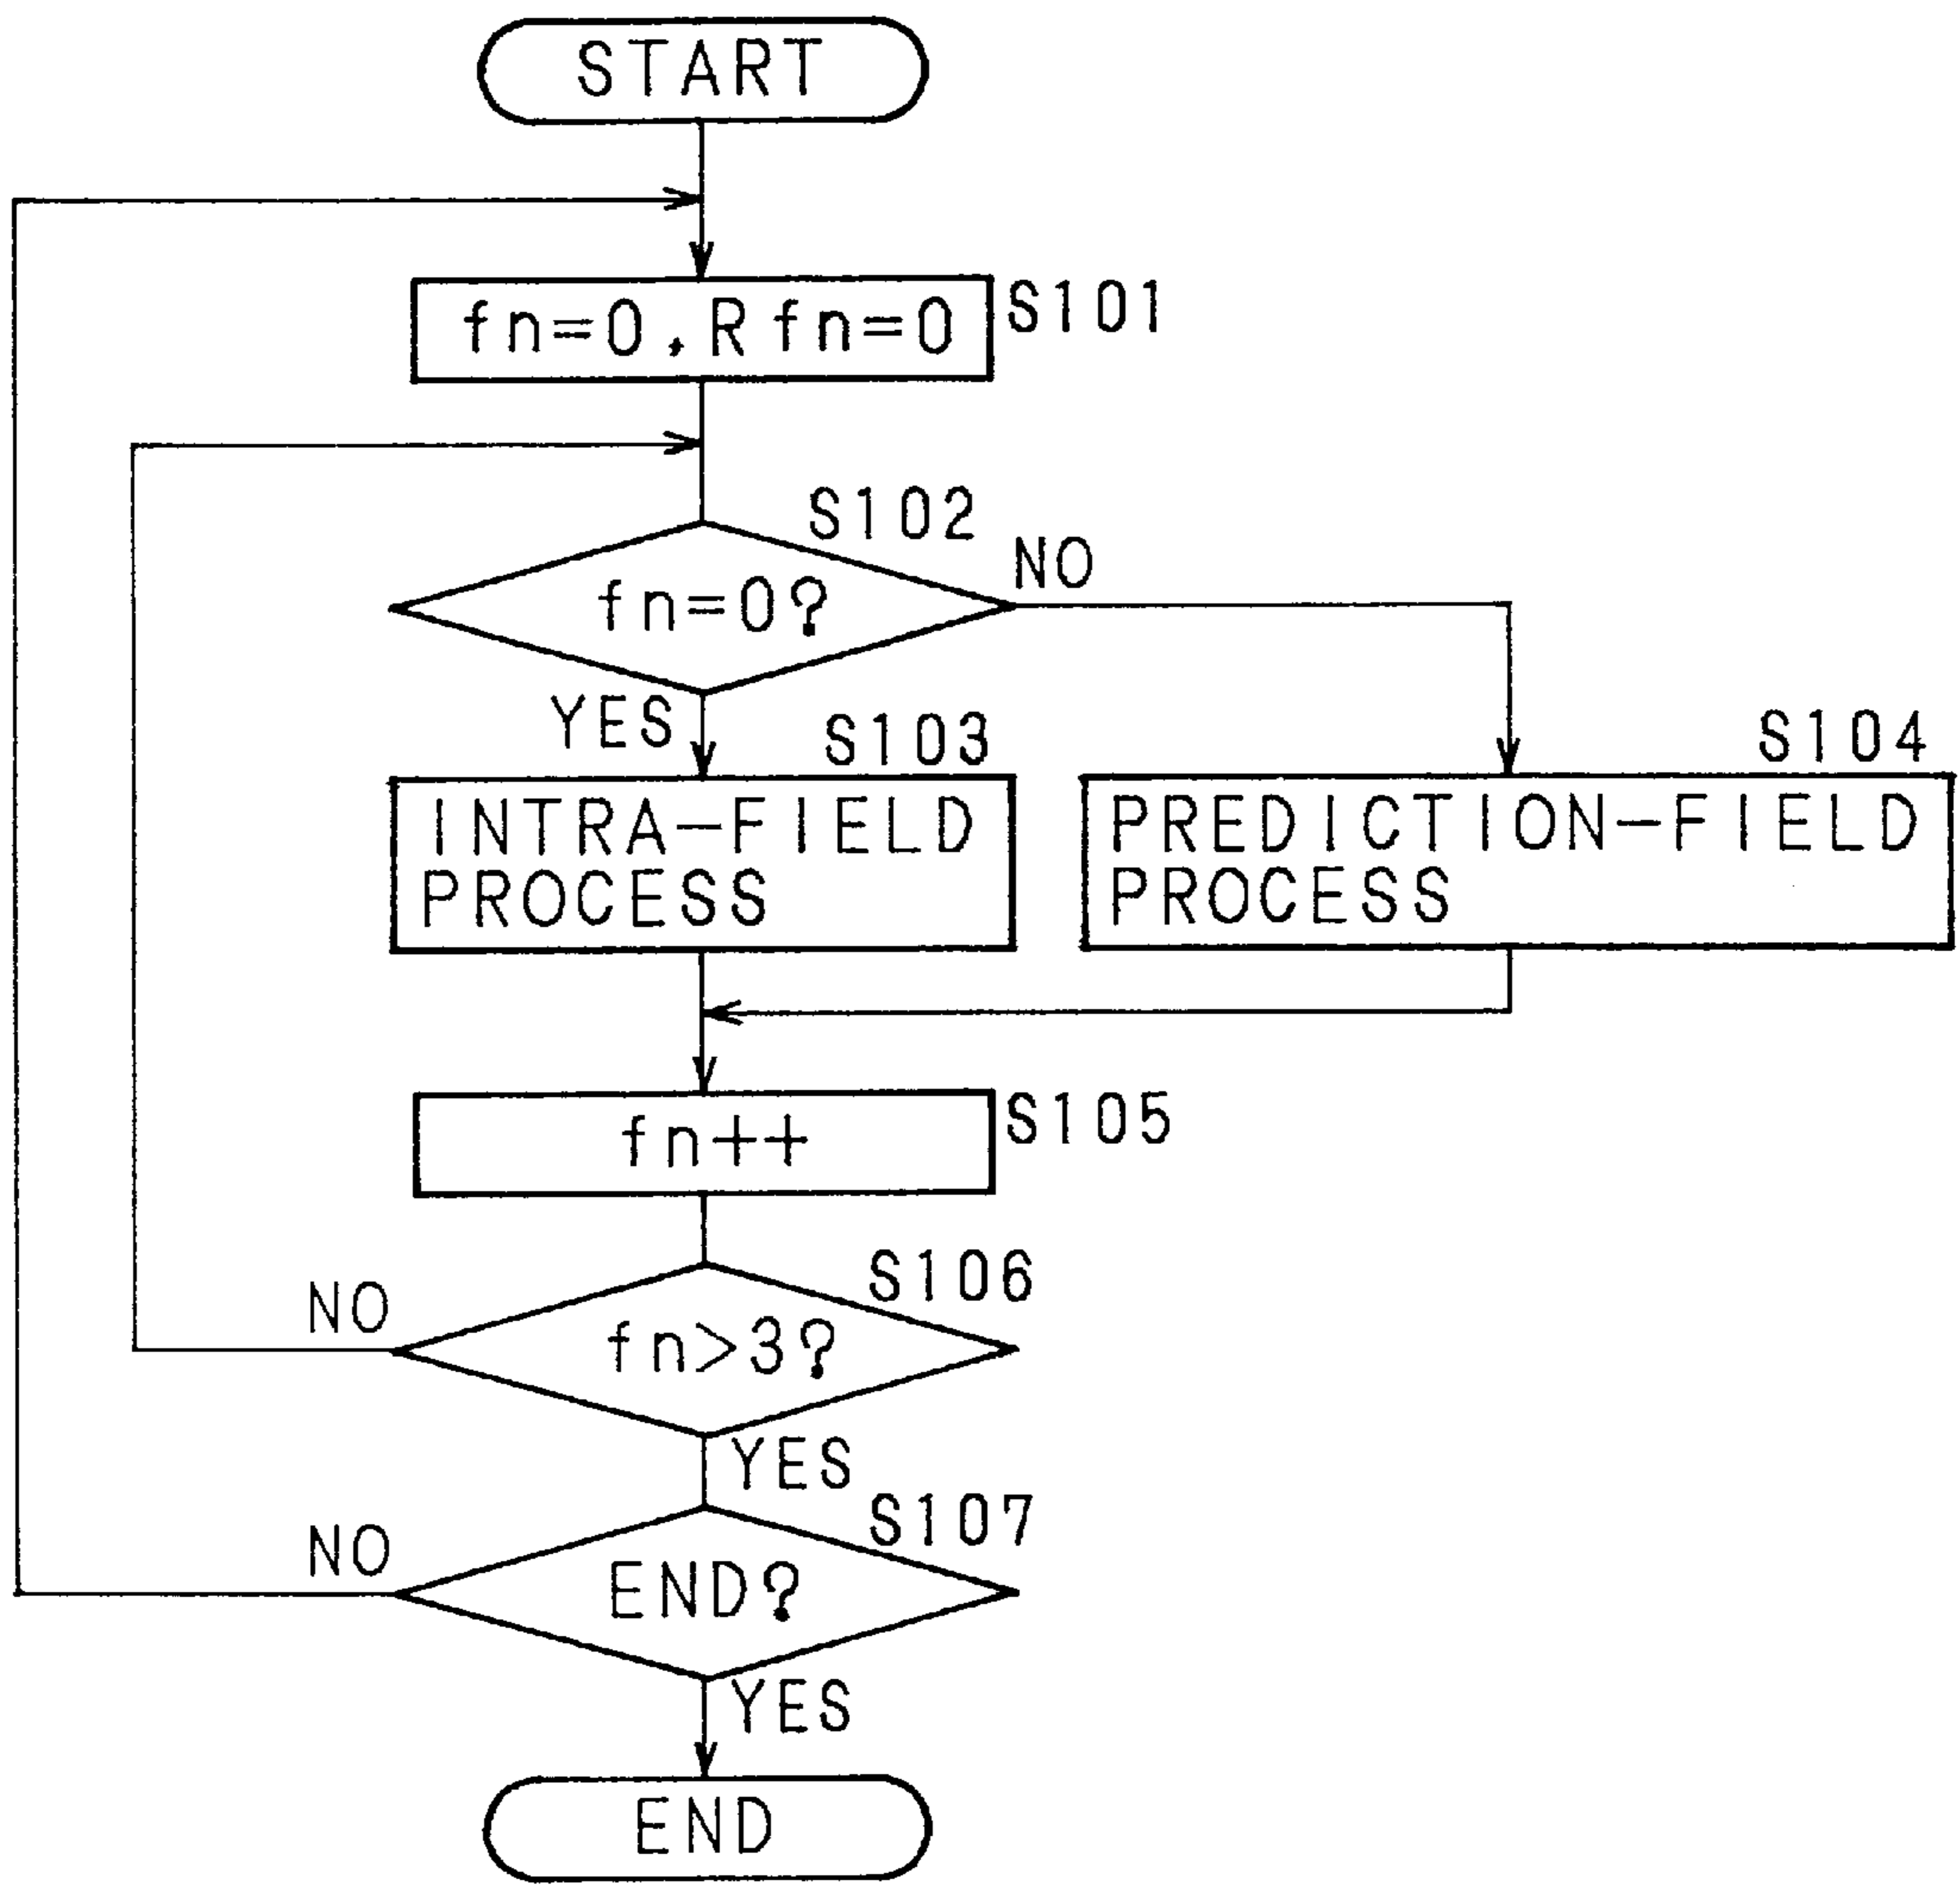 START
fn=0,Rfn=0
S101
S102
fn=0?
NO
YES
S103
S104
INTRA-FIELD
PROCESS
PREDICTION-FIELD
PROCESS
fn++
S105
S106
NO
fn>3?
YES
S107
NO
END?
YES
END